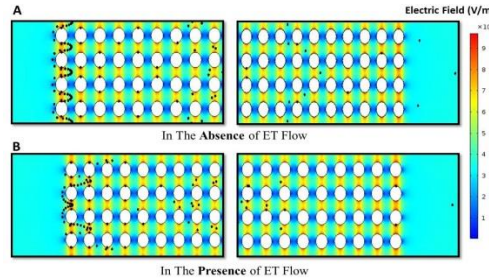 A
Electric Field (V/m
×10
9
8
7
6
5
4
3
2
1
In The Absence of ET Flow
B
In The Presence of ET Flow